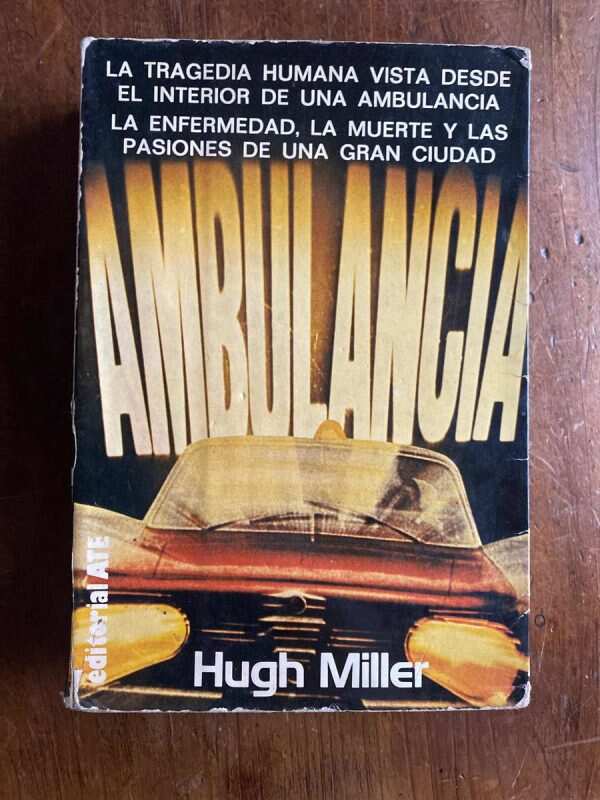 LA TRAGEDIA HUMANA VISTA DESDE
EL INTERIOR DE UNA AMBULANCIA
LA ENFERMEDAD, LA MUERTE Y LAS
PASIONES DE UNA GRAN CIUDAD
AMBULANCIA
editorial ATE
Hugh Miller